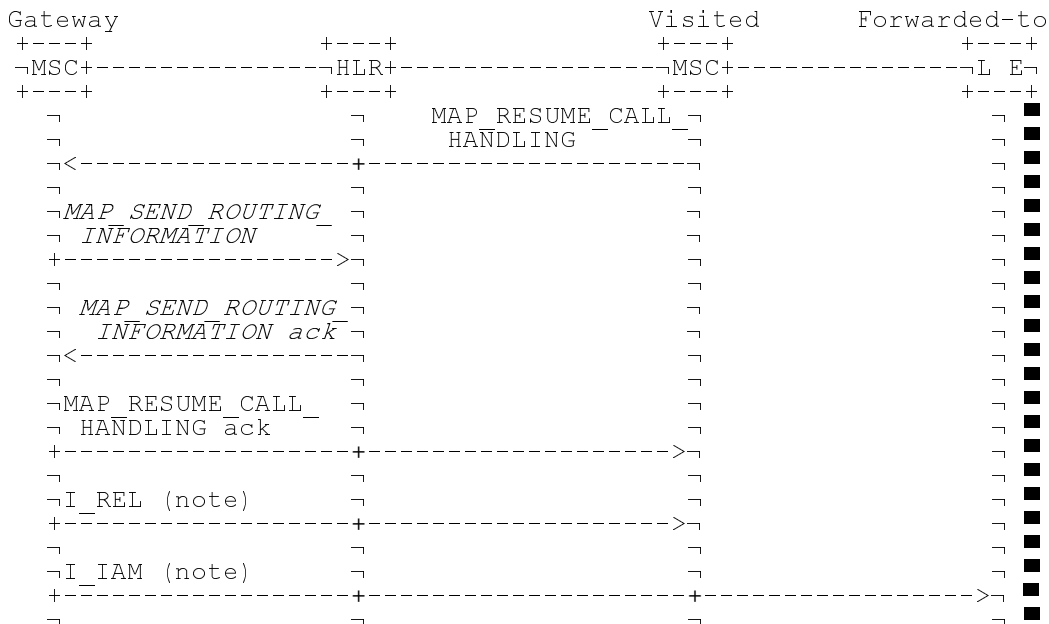 Gateway Visited Forwarded-to
MSC HLR MSC L E
MAP_RESUME_CALL_
HANDLING
MAP_SEND_ROUTING_
INFORMATION
MAP_SEND_ROUTING_
INFORMATION ack
MAP_RESUME_CALL_
HANDLING ack
I_REL (note)
I_IAM (note)